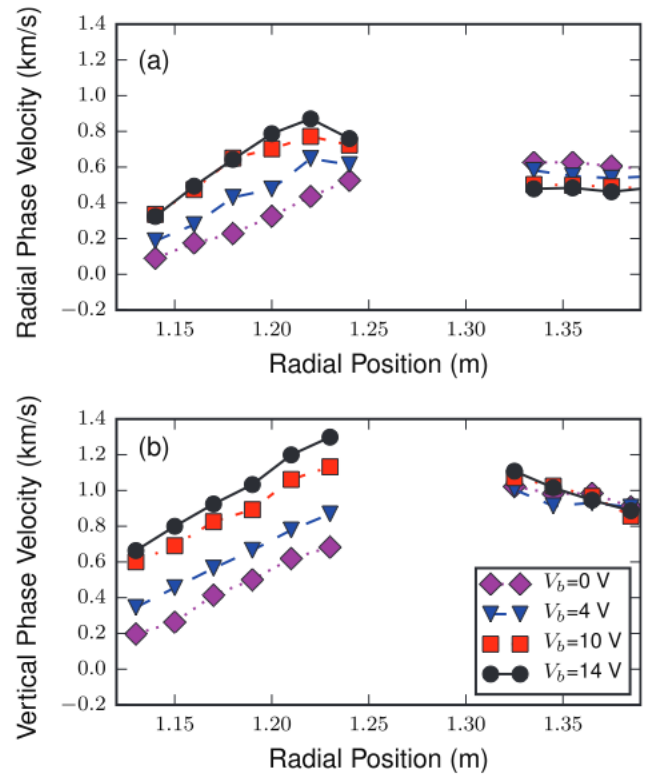 1.4
1.2
1.0
0.8
0.6
0.4
0.2
0.0
−0.2
Radial Phase Velocity (km/s)
(a)
1.15 1.20 1.25 1.30 1.35
Radial Position (m)
1.4
1.2
1.0
0.8
0.6
0.4
0.2
0.0
−0.2
Vertical Phase Velocity (km/s)
(b)
V_b=0 V
V_b=4 V
V_b=10 V
V_b=14 V
1.15 1.20 1.25 1.30 1.35
Radial Position (m)